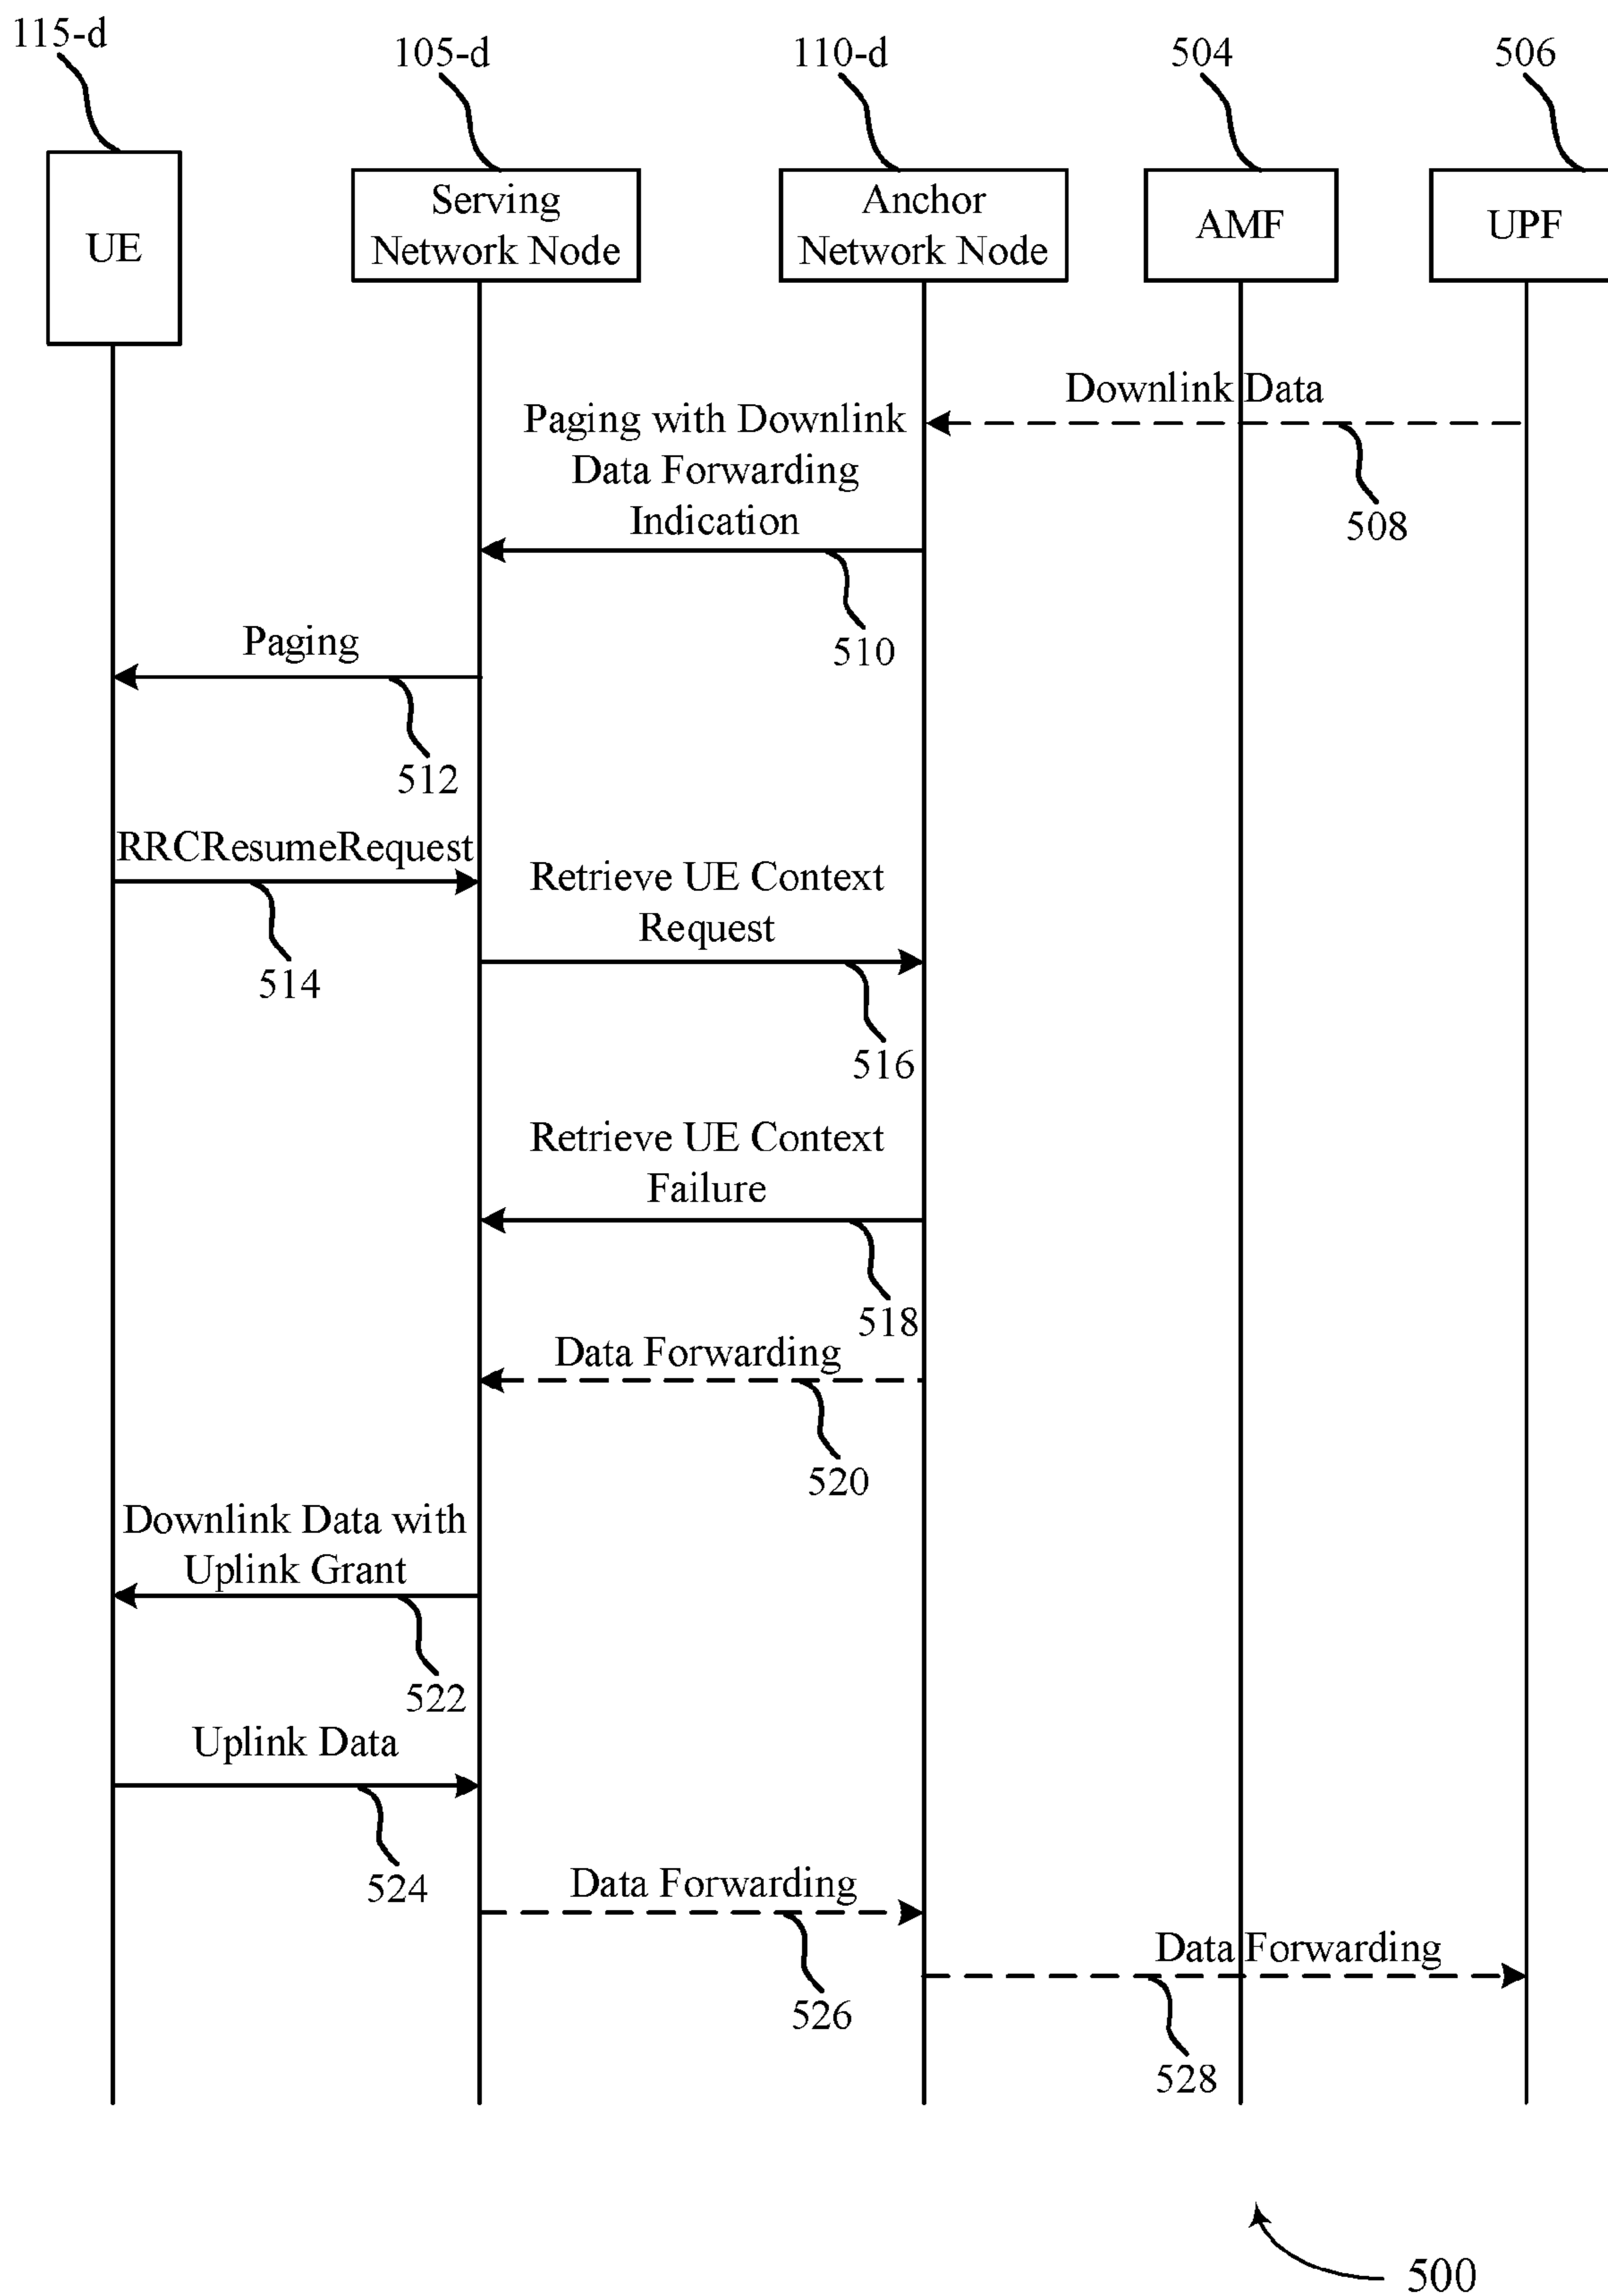 115-d
105-d
110-d
504
506
UE
Serving
Network Node
Anchor
Network Node
AMF
UPF
Downlink Data
508
Paging with Downlink
Data Forwarding
Indication
510
Paging
512
RRCResumeRequest
514
Retrieve UE Context
Request
516
Retrieve UE Context
Failure
518
Data Forwarding
520
Downlink Data with
Uplink Grant
522
Uplink Data
524
Data Forwarding
526
Data Forwarding
528
500